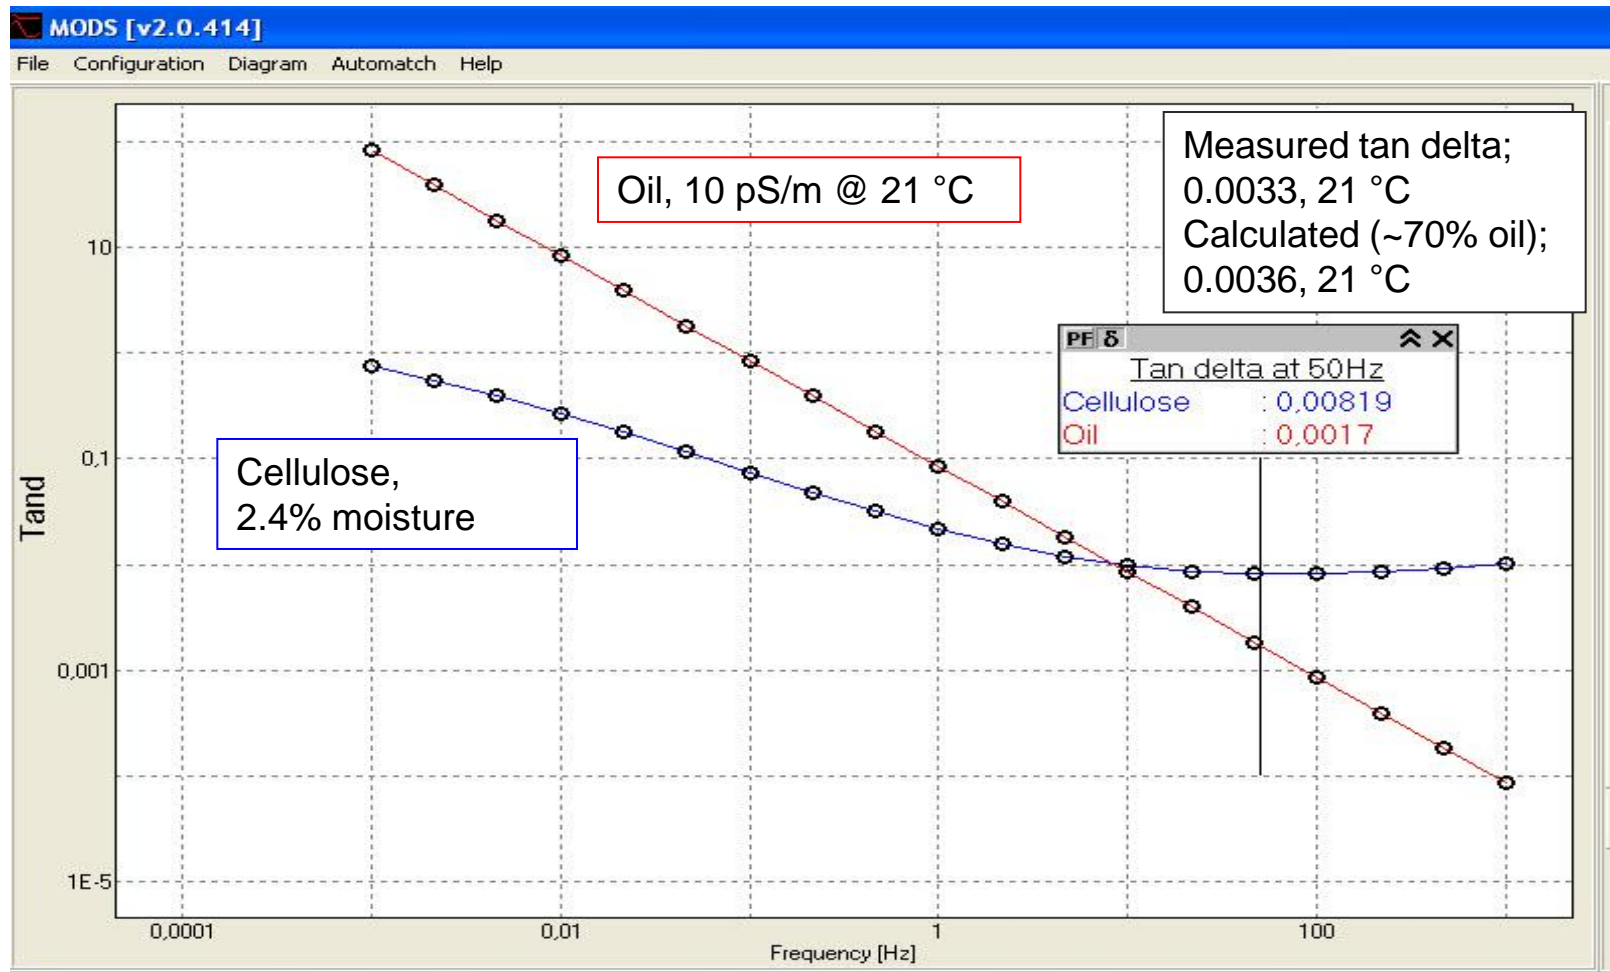 MODS [v2.0.414]
File Configuration Diagram Automatch Help
Measured tan delta;
0.0033, 21 °C
Calculated (~70% oil);
0.0036, 21 °C
Oil, 10 pS/m @ 21 °C
PF δ
Tan delta at 50Hz
Cellulose : 0,00819
Oil : 0,0017
Cellulose,
2.4% moisture
Tand
10
0,1
0,001
1E-5
0,0001 0,01 1 100
Frequency [Hz]